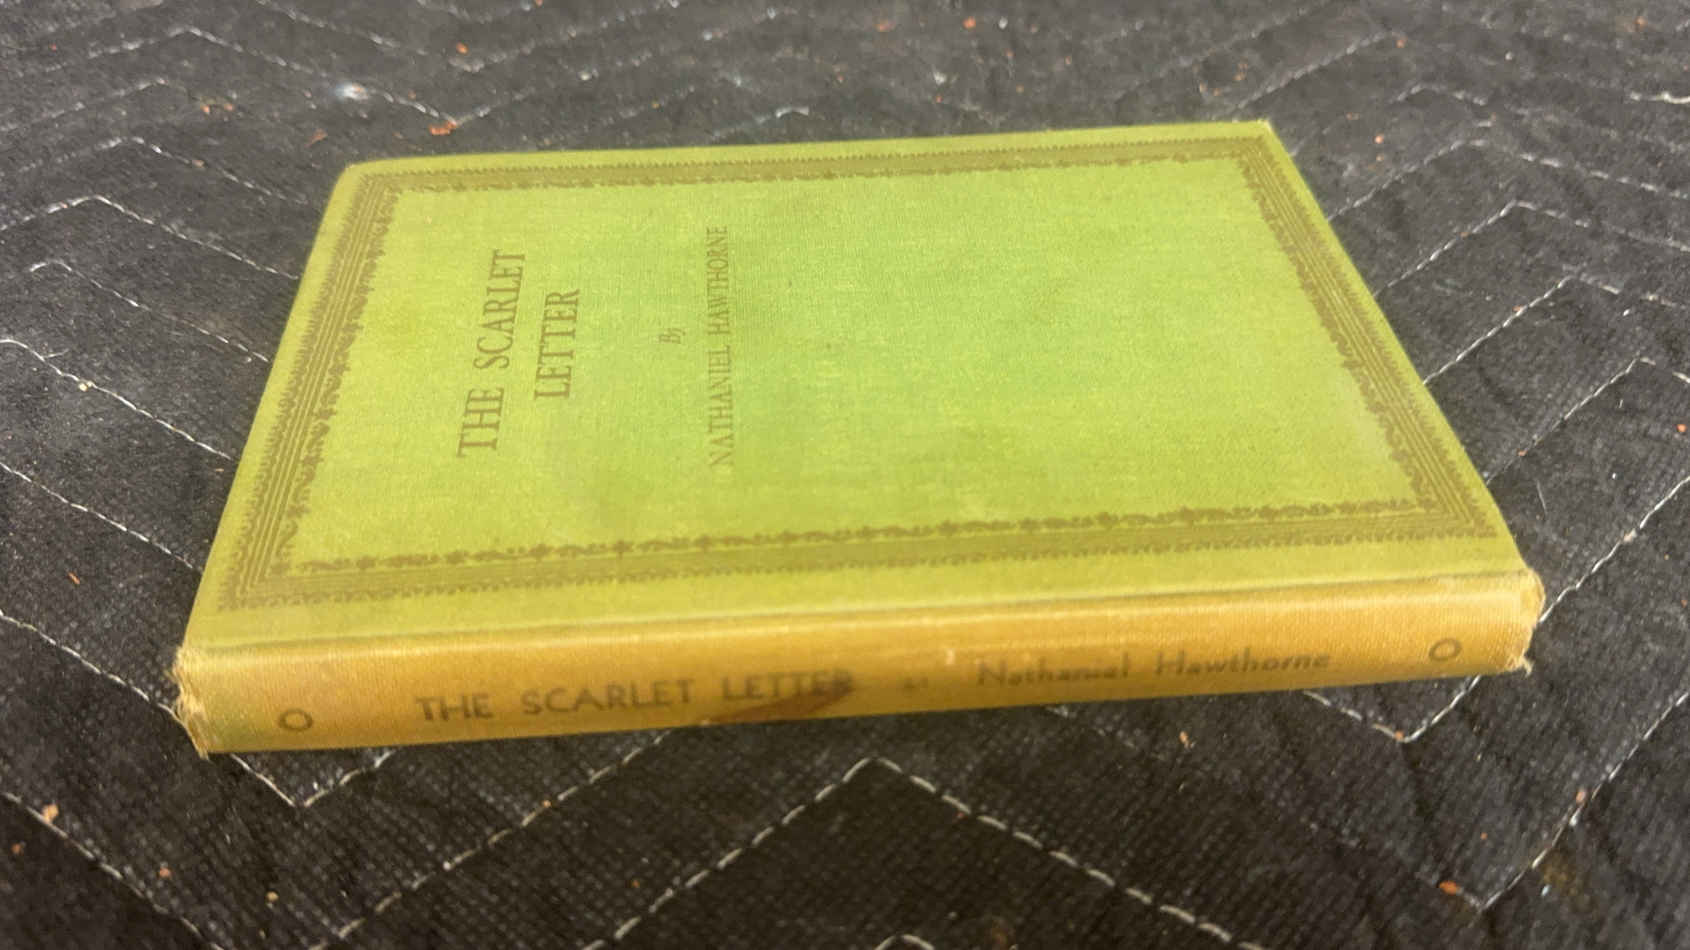 THE SCARLET
LETTER
By
NATHANIEL HAWTHORNE
THE SCARLET LETTER Nathaniel Hawthorne